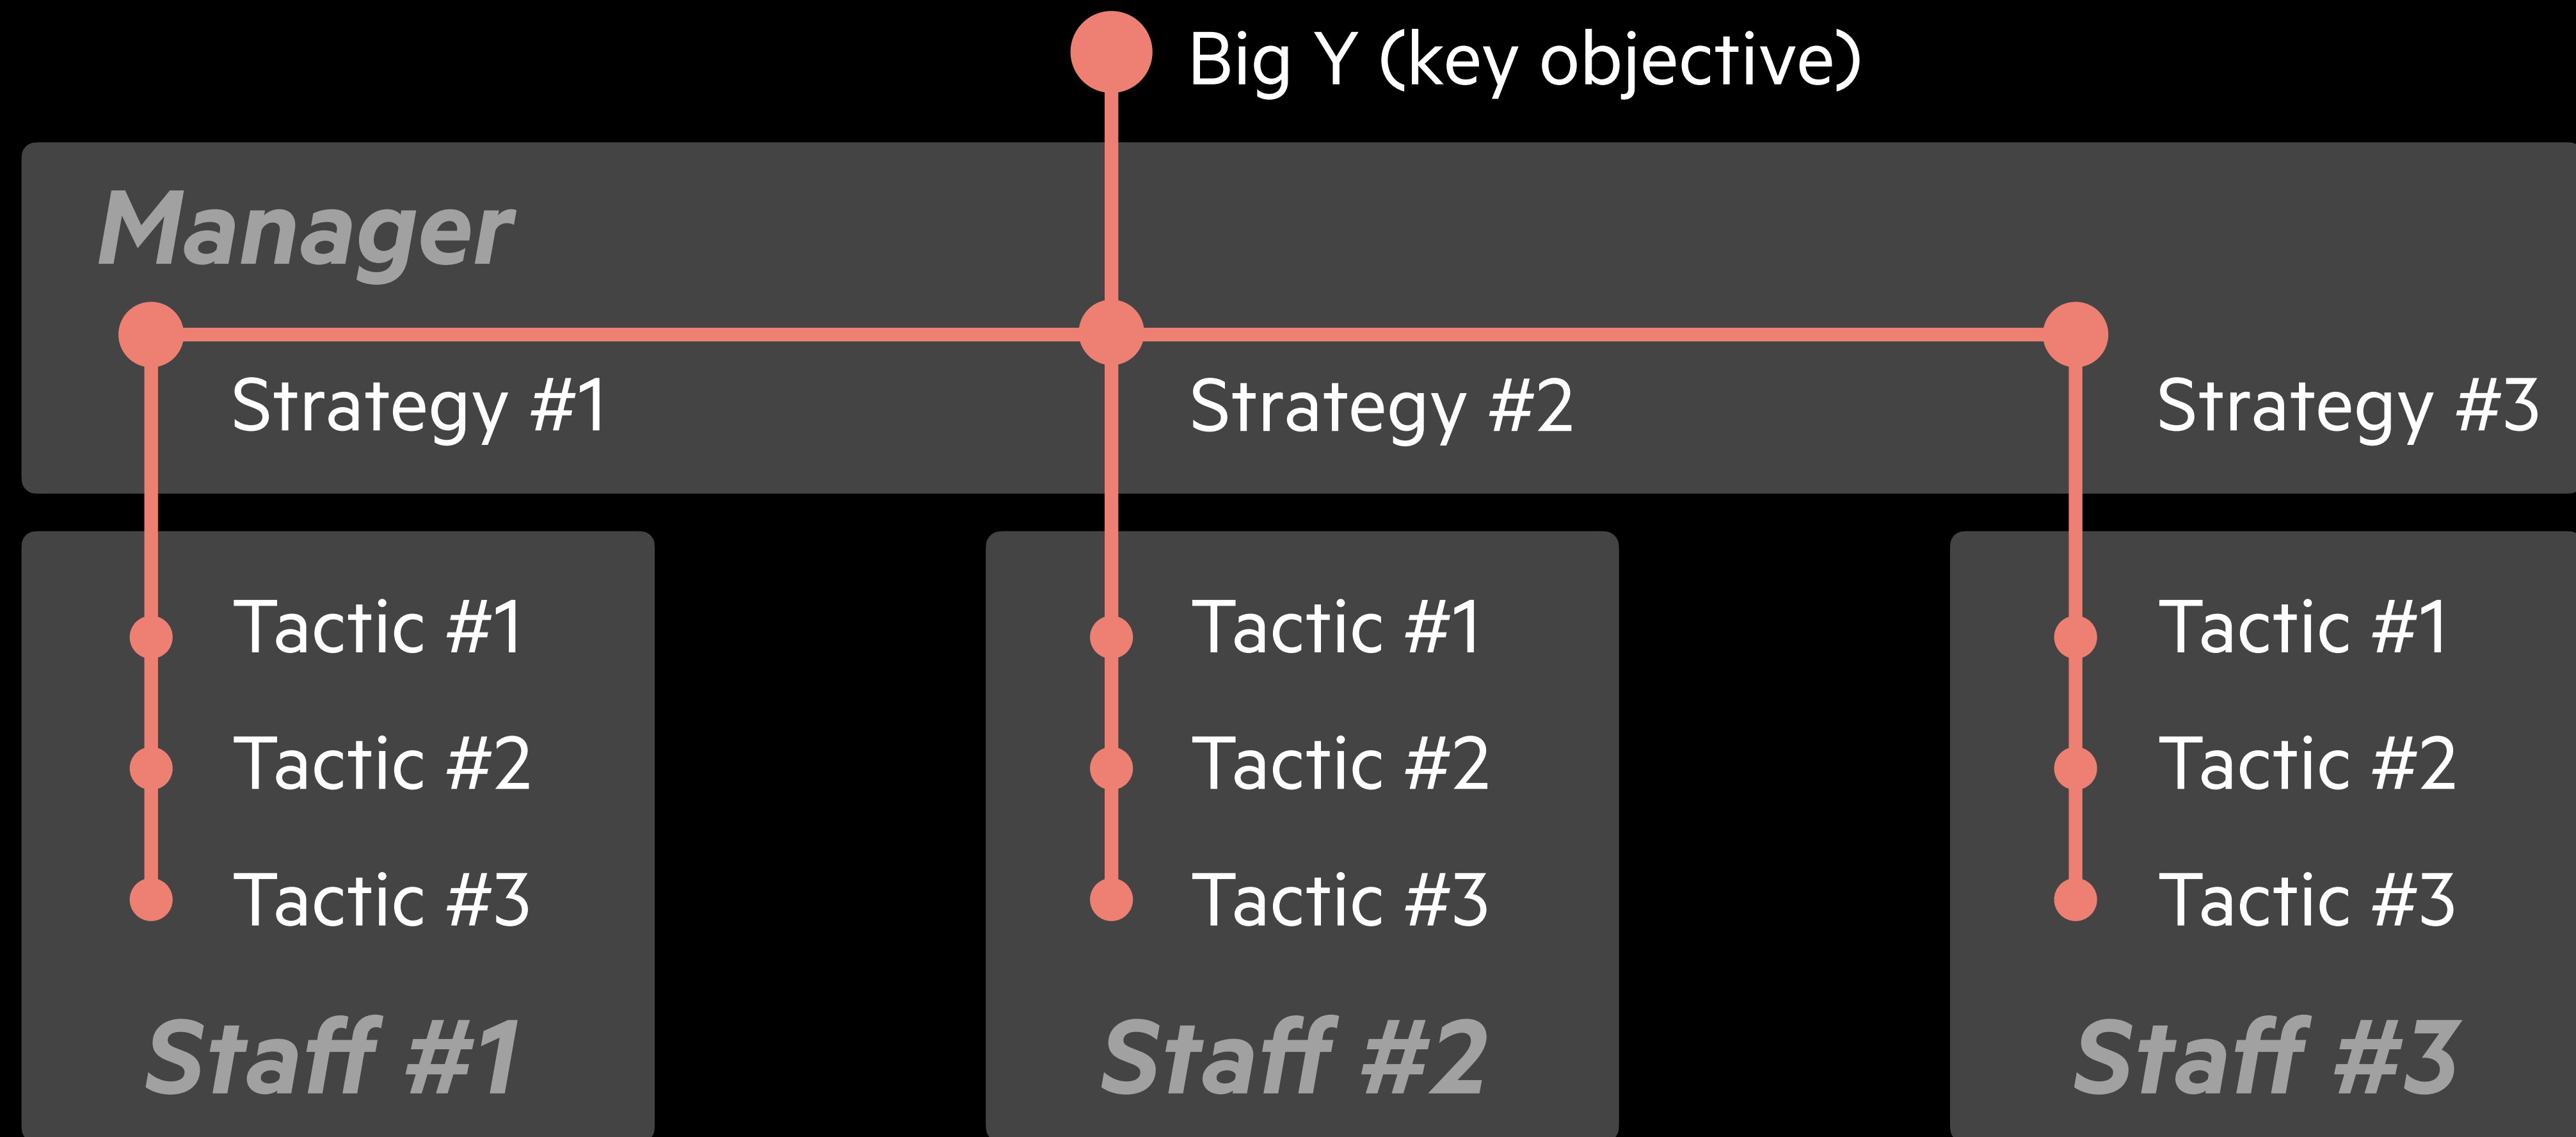 Big Y (key objective)
Manager
Strategy #1
Strategy #2
Strategy #3
Tactic #1
Tactic #2
Tactic #3
Staff #1
Tactic #1
Tactic #2
Tactic #3
Staff #2
Tactic #1
Tactic #2
Tactic #3
Staff #3